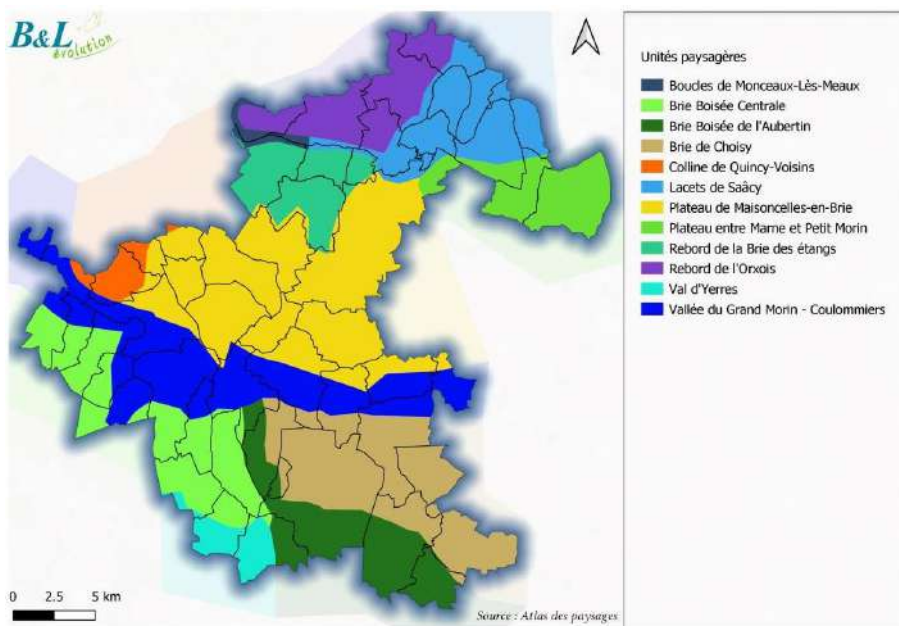 B&L
évolution
Unités paysagères
Boucles de Monceaux-Lès-Meaux
Brie Boisée Centrale
Brie Boisée de l'Aubertin
Brie de Choisy
Colline de Quincy-Voisins
Lacets de Saâcy
Plateau de Maisoncelles-en-Brie
Plateau entre Marne et Petit Morin
Rebord de la Brie des étangs
Rebord de l'Orxois
Val d'Yerres
Vallée du Grand Morin - Coulommiers
0 2.5 5 km
Source : Atlas des paysages